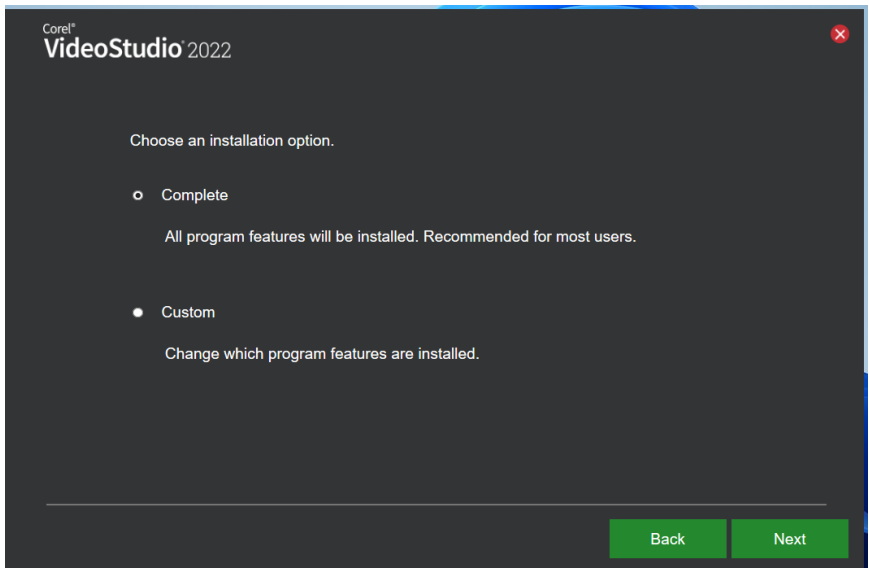 Corel®
VideoStudio® 2022
Choose an installation option.
Complete
All program features will be installed. Recommended for most users.
Custom
Change which program features are installed.
Back
Next